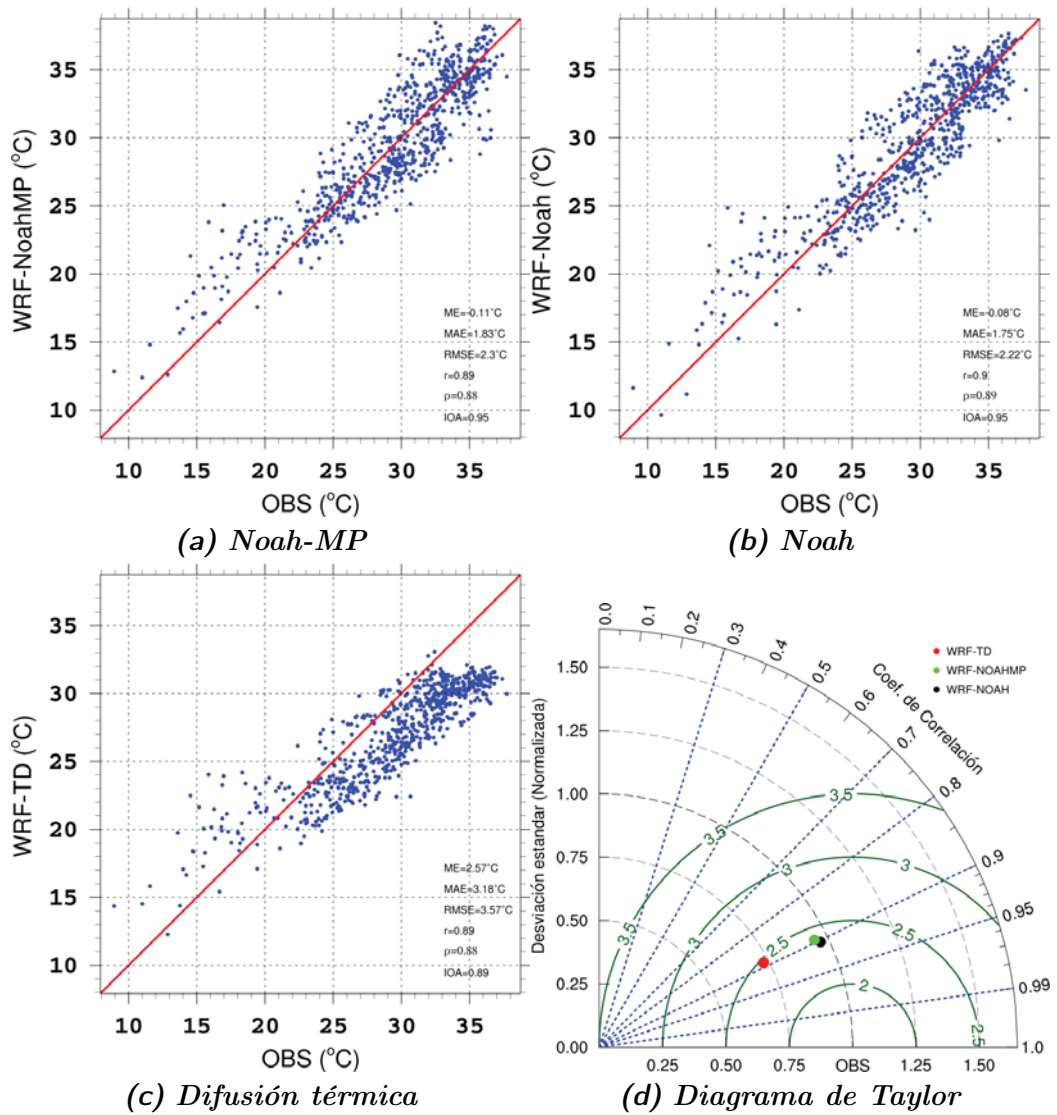 WRF-NoahMP (°C)
35
30
25
20
15
10
ME=-0.11°C
MAE=1.83°C
RMSE=2.3°C
r=0.89
ρ=0.88
IOA=0.95
10 15 20 25 30 35
OBS (°C)
(a) Noah-MP
WRF-Noah (°C)
35
30
25
20
15
10
ME=-0.08°C
MAE=1.75°C
RMSE=2.22°C
r=0.9
ρ=0.89
IOA=0.95
10 15 20 25 30 35
OBS (°C)
(b) Noah
WRF-TD (°C)
35
30
25
20
15
10
ME=2.57°C
MAE=3.18°C
RMSE=3.57°C
r=0.89
ρ=0.88
IOA=0.89
10 15 20 25 30 35
OBS (°C)
(c) Difusión térmica
WRF-TD
WRF-NOAHMP
WRF-NOAH
Coef. de Correlación
0.0 0.1 0.2 0.3 0.4 0.5 0.6 0.7 0.8 0.9 0.95 0.99 1.0
Desviación estandar (Normalizada)
1.50
1.25
1.00
0.75
0.50
0.25
0.00
3.5
3.5
3.5
3
3
3
2.5
2.5
2.5
2
0.25 0.50 0.75 OBS 1.25 1.50
(d) Diagrama de Taylor